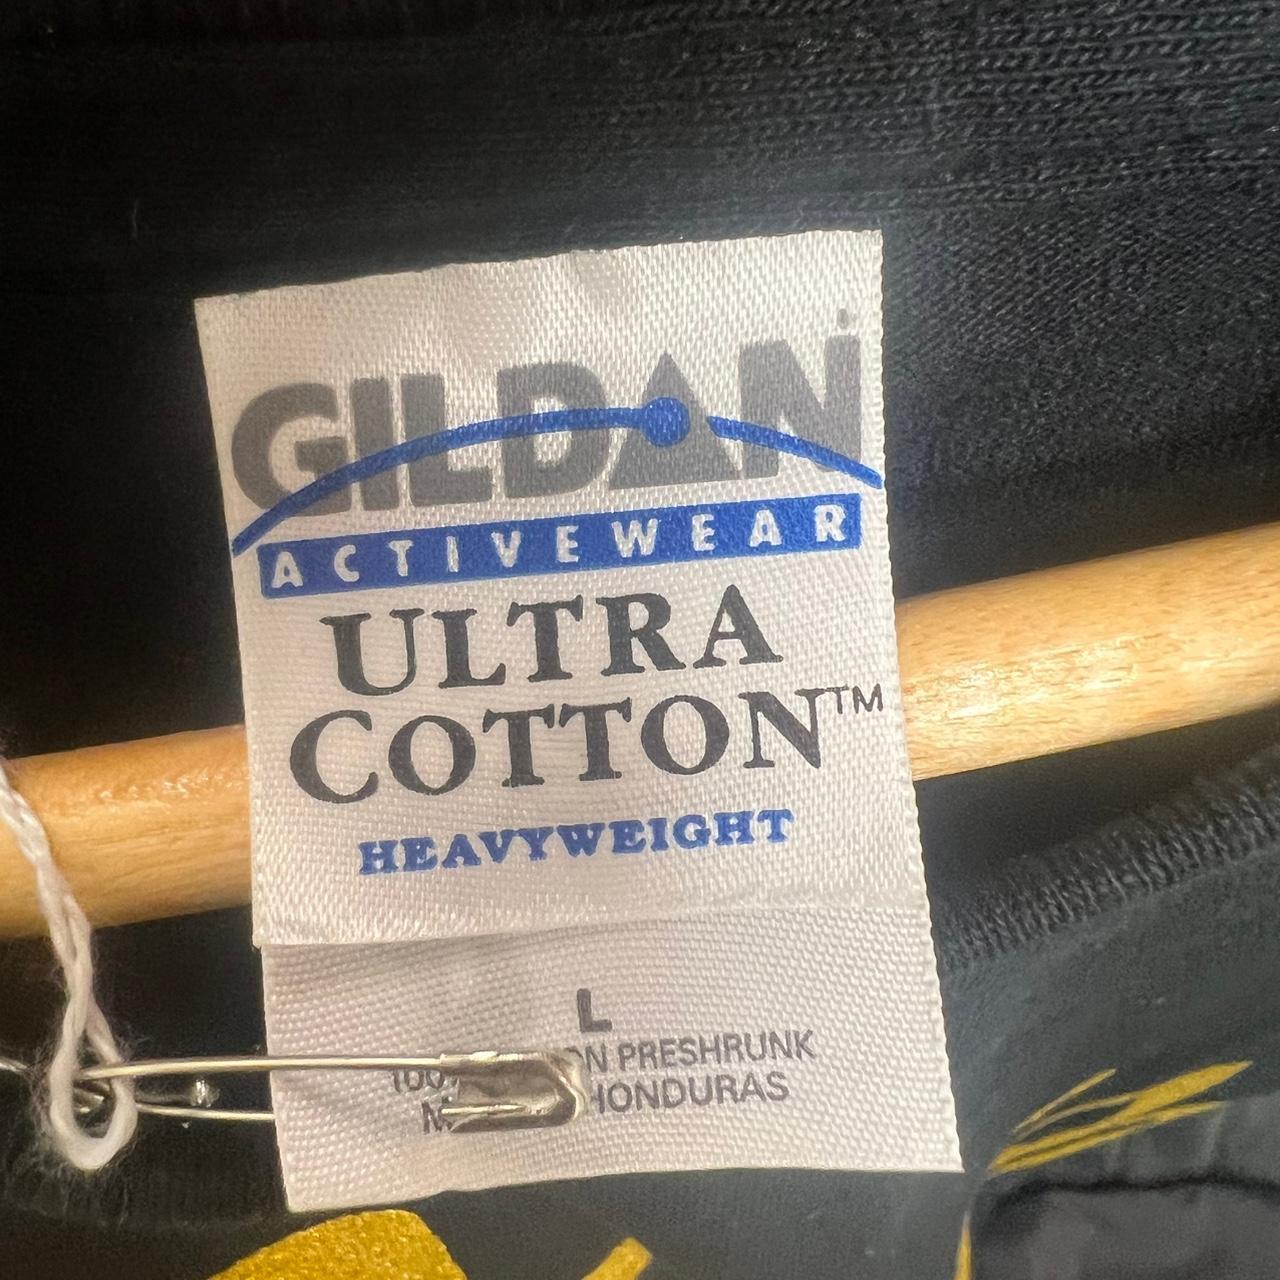 GILDAN
ACTIVEWEAR
ULTRA
COTTON™
HEAVYWEIGHT
L
PRESHRUNK
HONDURAS